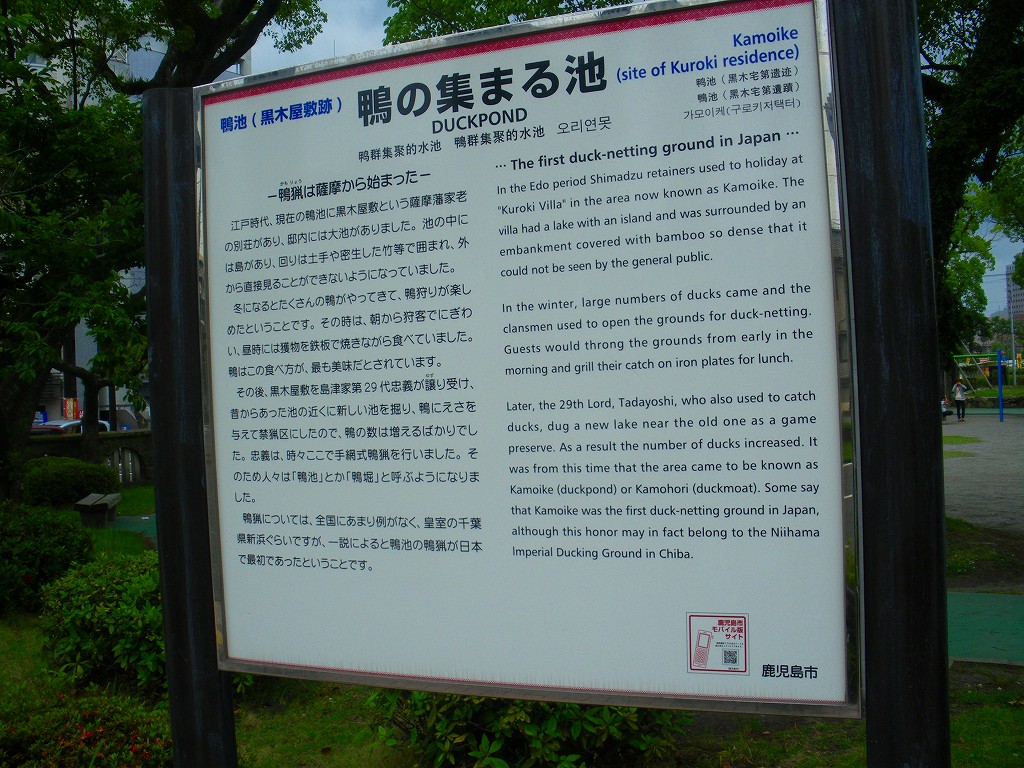 鴨池(黒木屋敷跡)
鴨の集まる池
Kamoike
(site of Kuroki residence)
DUCKPOND
鸭池(黑木宅第遗迹)
鴨池(黑木宅第遺蹟)
가모이케(구로키저택터)
鸭群集聚的水池 鴨群集聚的水池 오리연못
かもりょう
－鴨猟は薩摩から始まった－
江戸時代、現在の鴨池に黒木屋敷という薩摩藩家老
の別荘があり、邸内には大池がありました。池の中に
は島があり、回りは土手や密生した竹等で囲まれ、外
から直接見ることができないようになっていました。
冬になるとたくさんの鴨がやってきて、鴨狩りが楽し
めたということです。その時は、朝から狩客でにぎわ
い、昼時には獲物を鉄板で焼きながら食べていました。
鴨はこの食べ方が、最も美味だとされています。
ゆず
その後、黒木屋敷を島津家第29代忠義が譲り受け、
昔からあった池の近くに新しい池を掘り、鴨にえさを
与えて禁猟区にしたので、鴨の数は増えるばかりでし
た。忠義は、時々ここで手網式鴨猟を行いました。そ
のため人々は「鴨池」とか「鴨堀」と呼ぶようになりま
した。
鴨猟については、全国にあまり例がなく、皇室の千葉
県新浜ぐらいですが、一説によると鴨池の鴨猟が日本
で最初であったということです。
… The first duck-netting ground in Japan …
In the Edo period Shimadzu retainers used to holiday at
"Kuroki Villa" in the area now known as Kamoike. The
villa had a lake with an island and was surrounded by an
embankment covered with bamboo so dense that it
could not be seen by the general public.
In the winter, large numbers of ducks came and the
clansmen used to open the grounds for duck-netting.
Guests would throng the grounds from early in the
morning and grill their catch on iron plates for lunch.
Later, the 29th Lord, Tadayoshi, who also used to catch
ducks, dug a new lake near the old one as a game
preserve. As a result the number of ducks increased. It
was from this time that the area came to be known as
Kamoike (duckpond) or Kamohori (duckmoat). Some say
that Kamoike was the first duck-netting ground in Japan,
although this honor may in fact belong to the Niihama
Imperial Ducking Ground in Chiba.
鹿児島市
モバイル版
サイト
鹿児島市